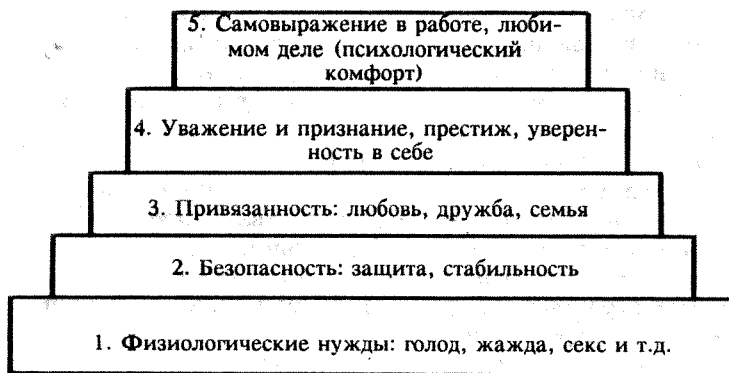 5. Самовыражение в работе, люби-
мом деле (психологический
комфорт)
4. Уважение и признание, престиж, уверен-
ность в себе
3. Привязанность: любовь, дружба, семья
2. Безопасность: защита, стабильность
1. Физиологические нужды: голод, жажда, секс и т.д.